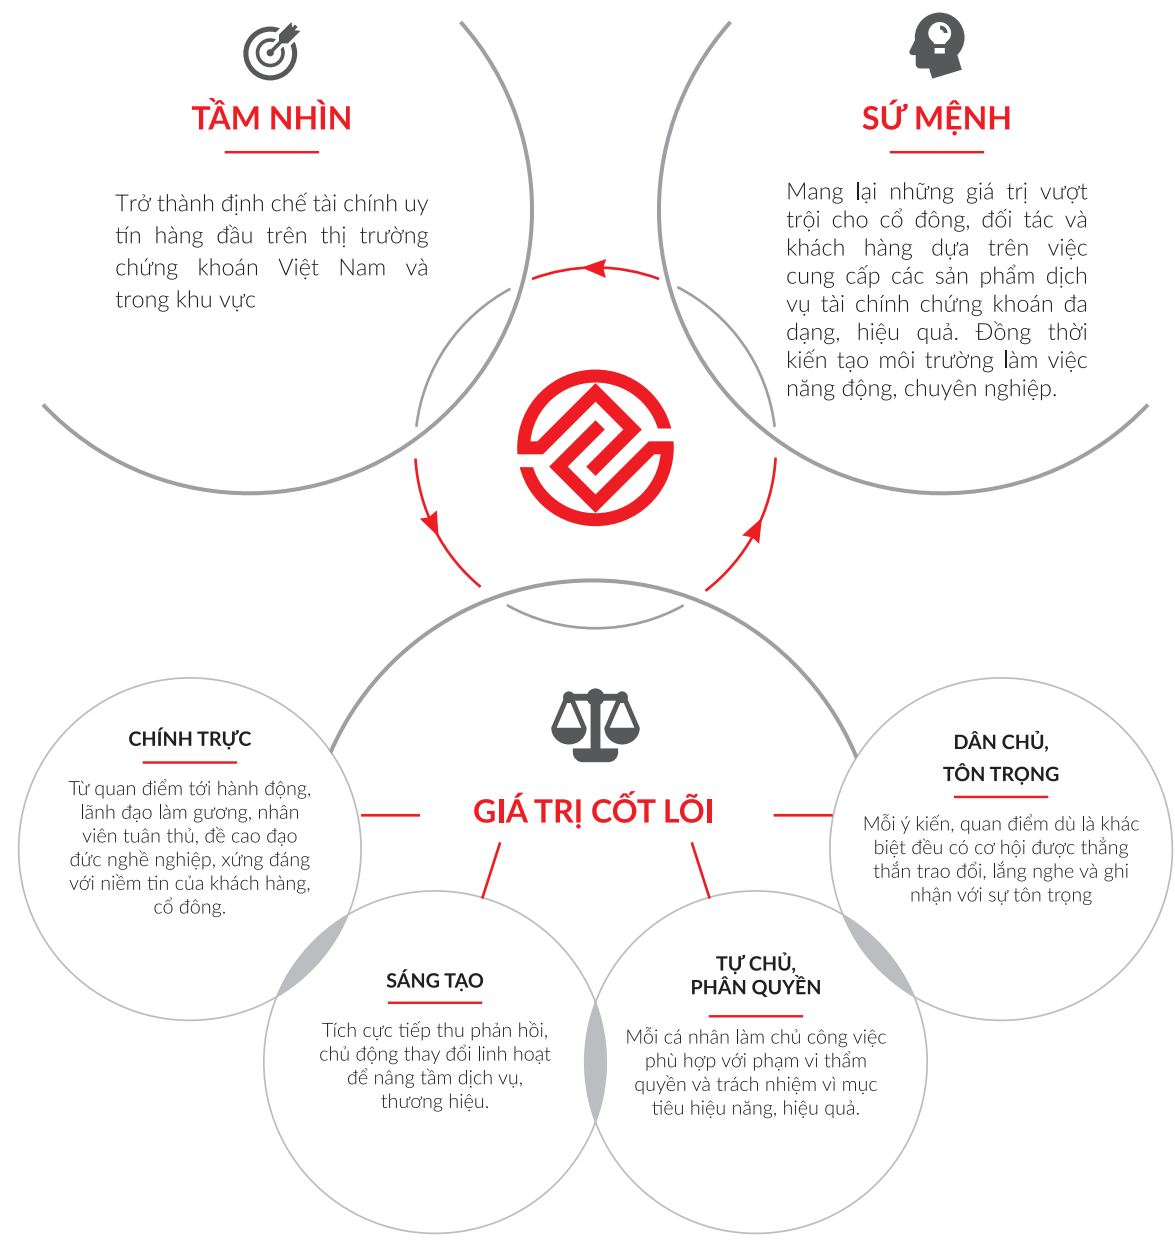 TẦM NHÌN
Trở thành định chế tài chính uy
tín hàng đầu trên thị trường
chứng khoán Việt Nam và
trong khu vực
SỨ MỆNH
Mang lại những giá trị vượt
trội cho cổ đông, đối tác và
khách hàng dựa trên việc
cung cấp các sản phẩm dịch
vụ tài chính chứng khoán đa
dạng, hiệu quả. Đồng thời
kiến tạo môi trường làm việc
năng động, chuyên nghiệp.
GIÁ TRỊ CỐT LÕI
CHÍNH TRỰC
Từ quan điểm tới hành động,
lãnh đạo làm gương, nhân
viên tuân thủ, đề cao đạo
đức nghề nghiệp, xứng đáng
với niềm tin của khách hàng,
cổ đông.
SÁNG TẠO
Tích cực tiếp thu phản hồi,
chủ động thay đổi linh hoạt
để nâng tầm dịch vụ,
thương hiệu.
TỰ CHỦ,
PHÂN QUYỀN
Mỗi cá nhân làm chủ công việc
phù hợp với phạm vi thẩm
quyền và trách nhiệm vì mục
tiêu hiệu năng, hiệu quả.
DÂN CHỦ,
TÔN TRỌNG
Mỗi ý kiến, quan điểm dù là khác
biệt đều có cơ hội được thẳng
thắn trao đổi, lắng nghe và ghi
nhận với sự tôn trọng